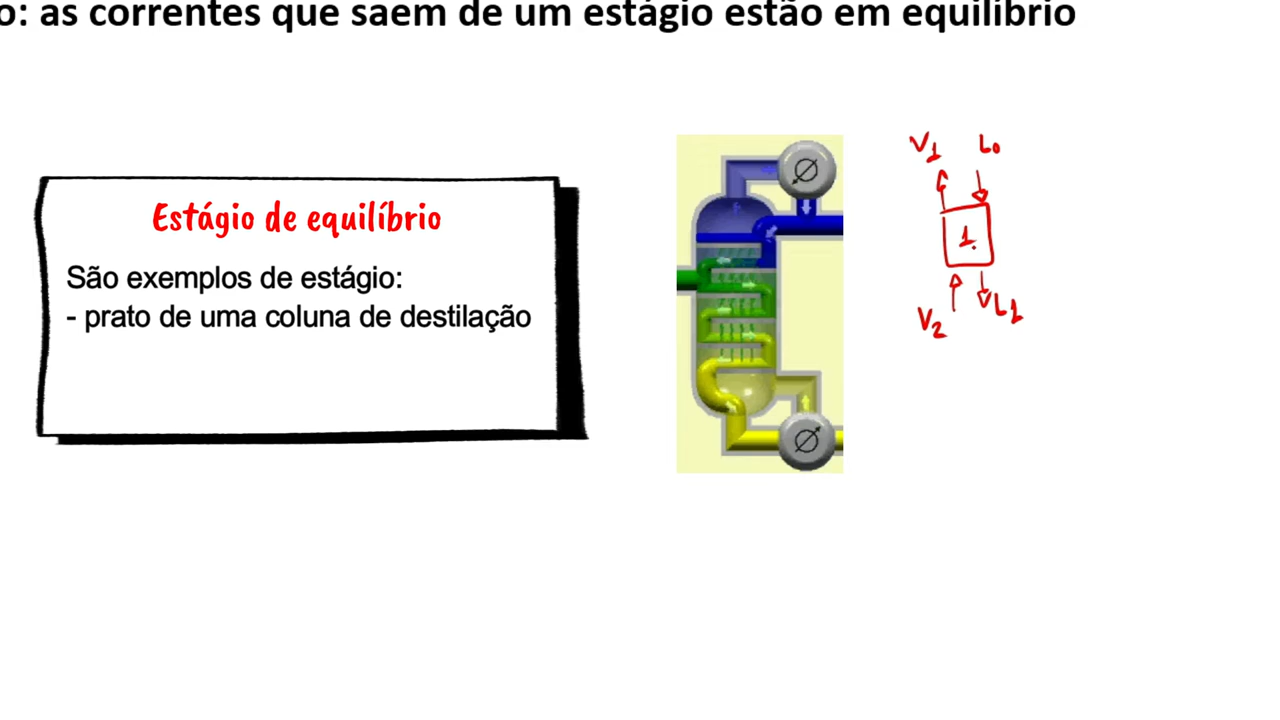 o: as correntes que saem de um estágio estão em equilíbrio
Estágio de equilíbrio
São exemplos de estágio:
- prato de uma coluna de destilação
V1 L0
1.
V2 L1